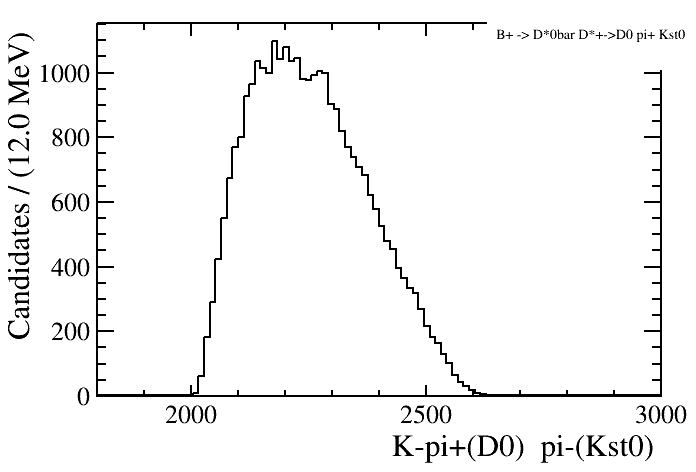 B+ -> D*0bar D*+->D0 pi+ Kst0
Candidates / (12.0 MeV)
1000
800
600
400
200
0
2000 2500 3000
K-pi+(D0) pi-(Kst0)